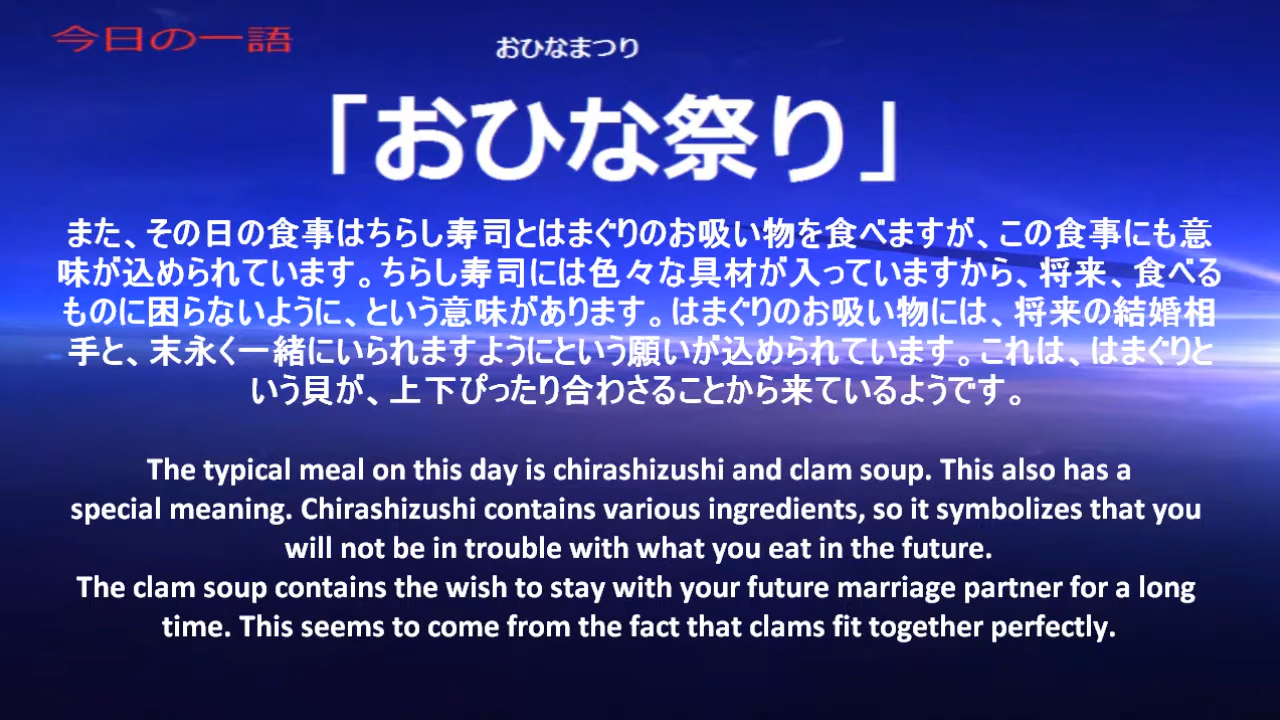 今日の一語
おひなまつり
「おひな祭り」
また、その日の食事はちらし寿司とはまぐりのお吸い物を食べますが、この食事にも意
味が込められています。ちらし寿司には色々な具材が入っていますから、将来、食べる
ものに困らないように、という意味があります。はまぐりのお吸い物には、将来の結婚相
手と、末永く一緒にいられますようにという願いが込められています。これは、はまぐりと
いう貝が、上下ぴったり合わさることから来ているようです。
The typical meal on this day is chirashizushi and clam soup. This also has a
special meaning. Chirashizushi contains various ingredients, so it symbolizes that you
will not be in trouble with what you eat in the future.
The clam soup contains the wish to stay with your future marriage partner for a long
time. This seems to come from the fact that clams fit together perfectly.